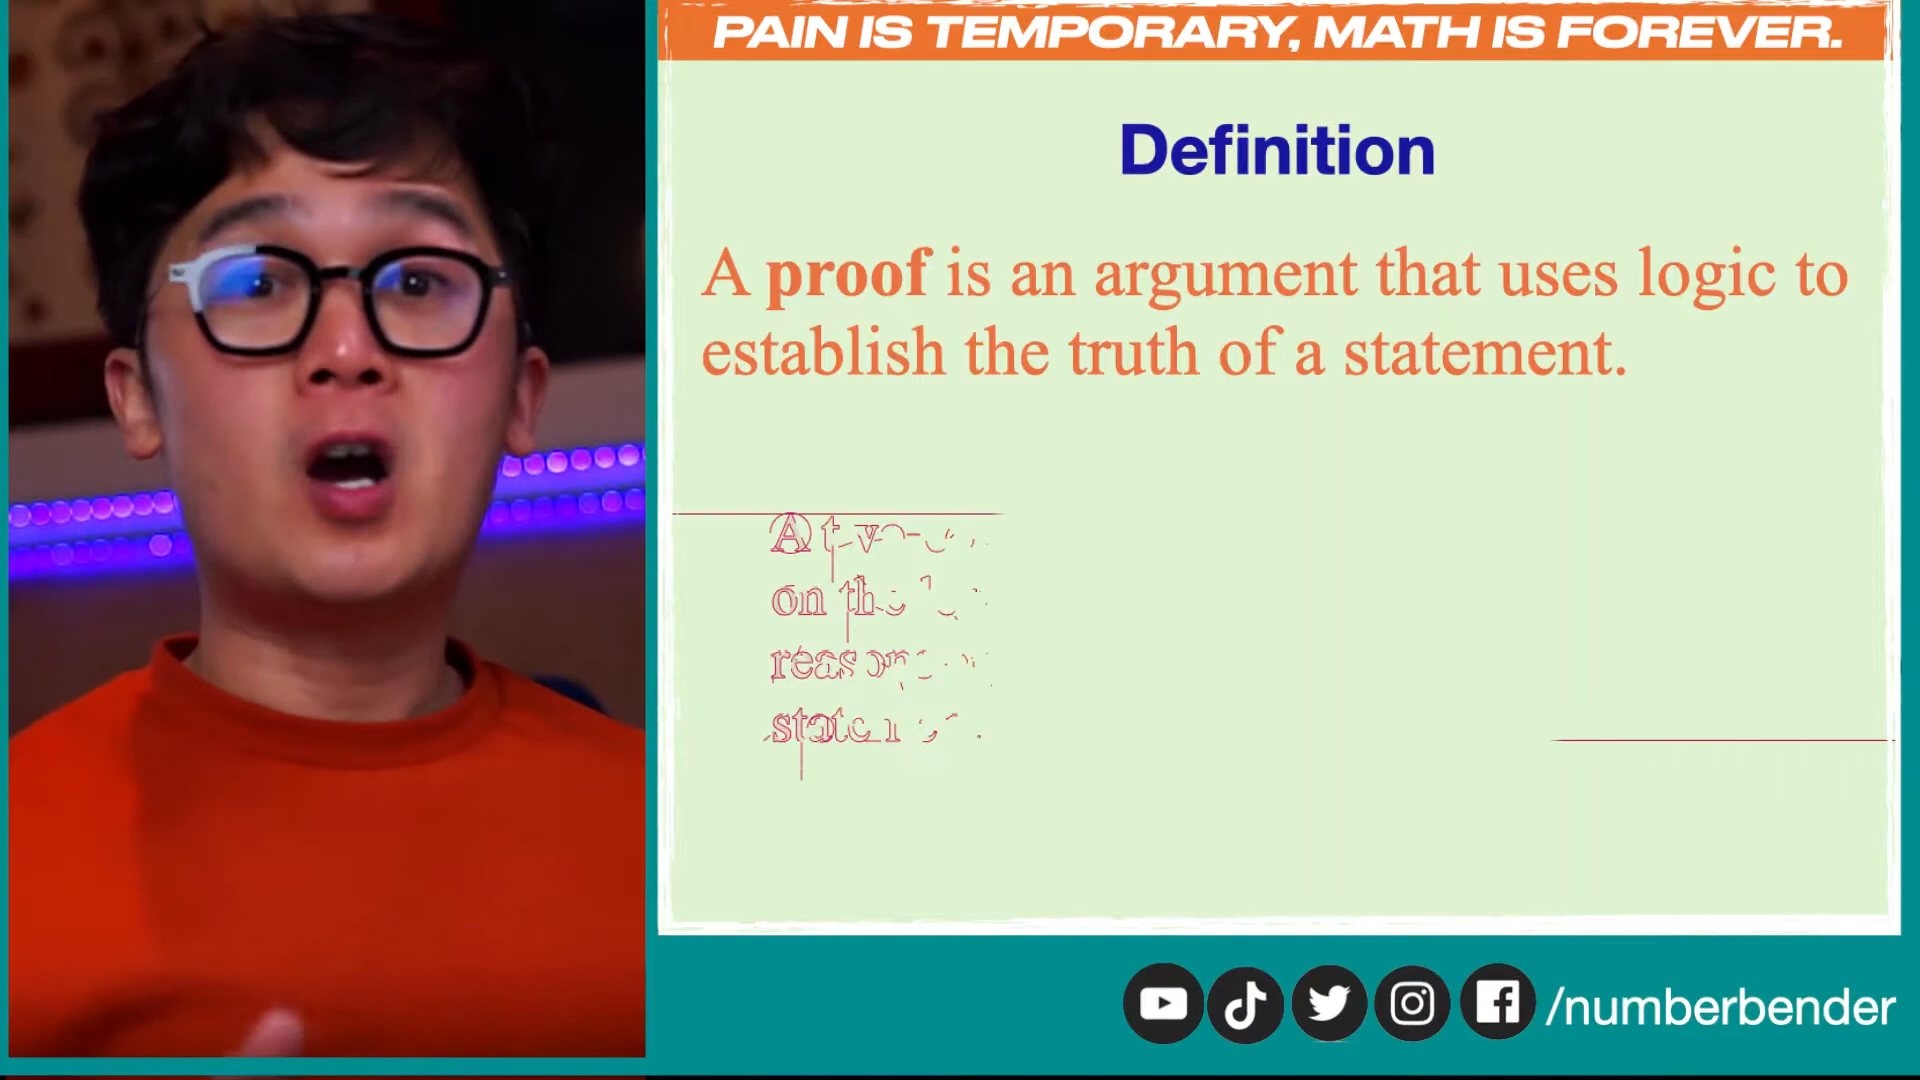 PAIN IS TEMPORARY, MATH IS FOREVER.
Definition
A proof is an argument that uses logic to
establish the truth of a statement.
A
on
/numberbender